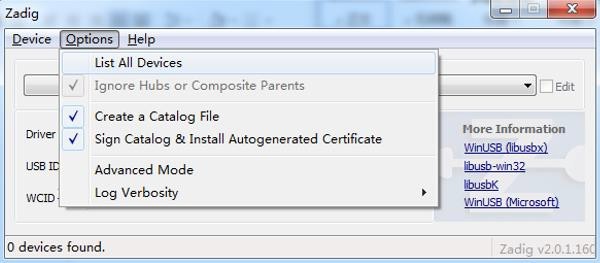 Zadig
Device Options Help
List All Devices
Ignore Hubs or Composite Parents
Edit
Create a Catalog File
Sign Catalog & Install Autogenerated Certificate
Advanced Mode
Log Verbosity
Driver
USB ID
WCID
More Information
WinUSB (libusbx)
libusb-win32
libusbK
WinUSB (Microsoft)
0 devices found.
Zadig v2.0.1.160